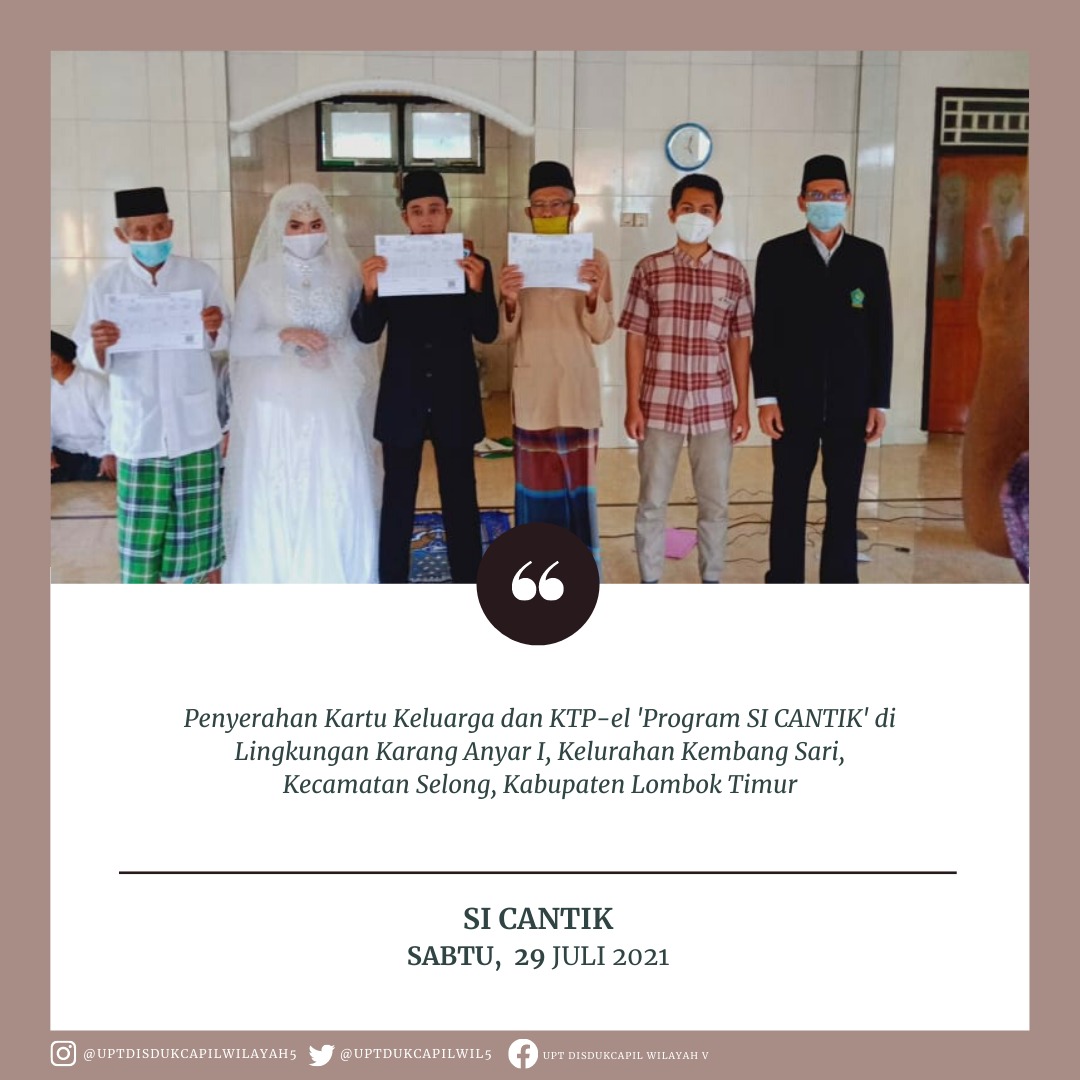 Penyerahan Kartu Keluarga dan KTP-el 'Program SI CANTIK' di
Lingkungan Karang Anyar I, Kelurahan Kembang Sari,
Kecamatan Selong, Kabupaten Lombok Timur
SI CANTIK
SABTU, 29 JULI 2021
@UPTDISDUKCAPILWILAYAH5 @UPTDUKCAPILWIL5 UPT DISDUKCAPIL WILAYAH V